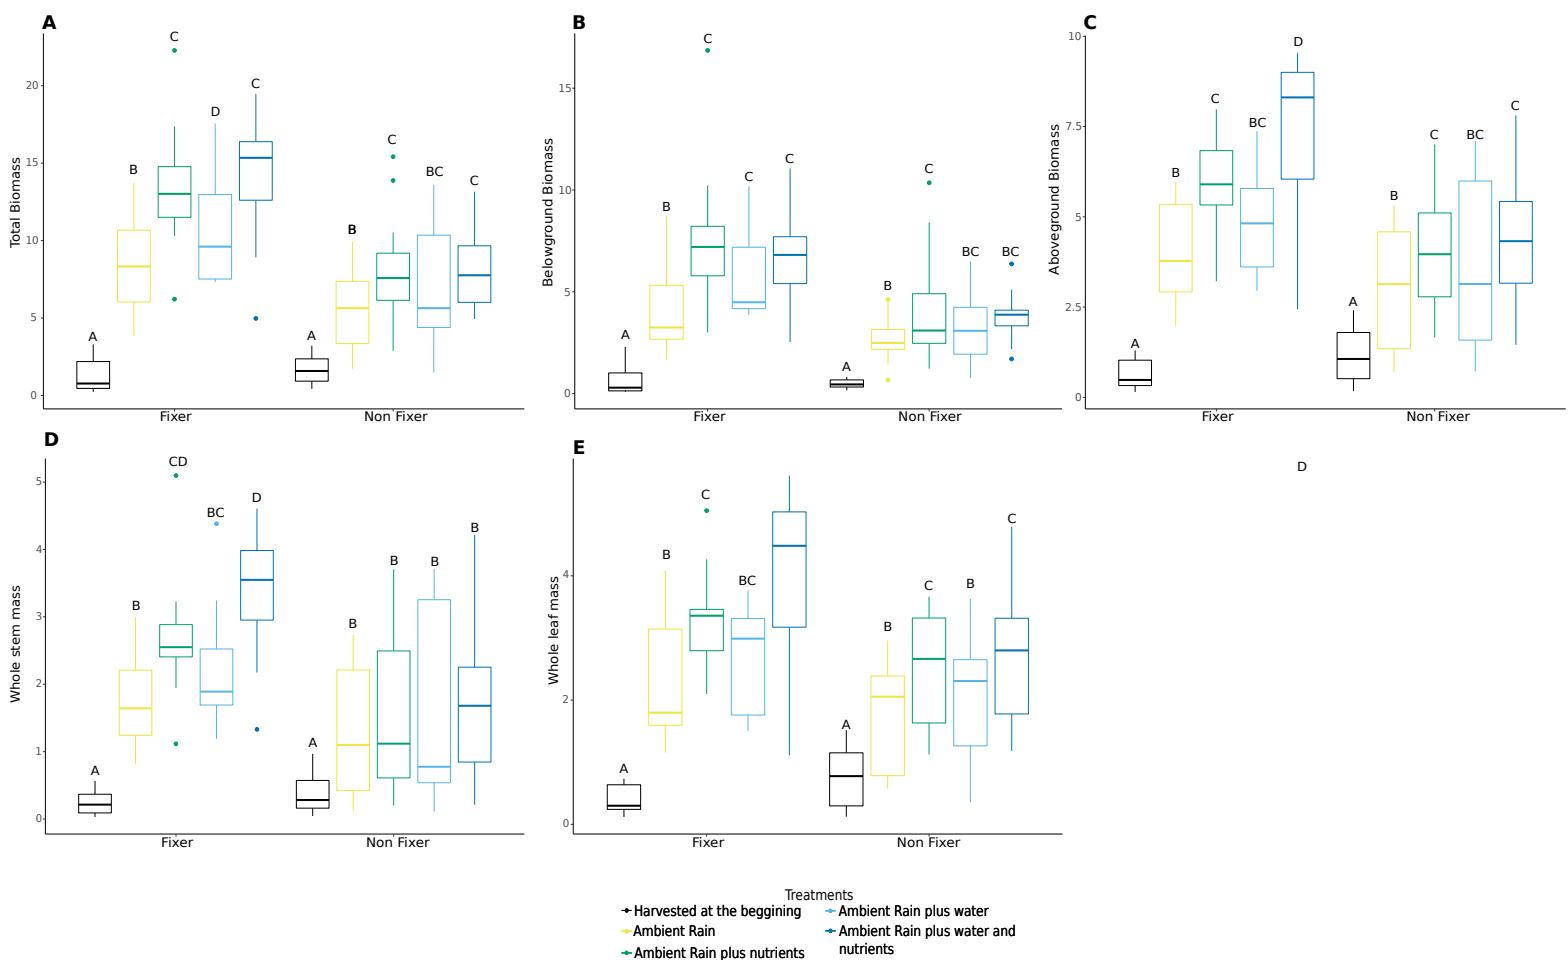 A
B
C
Total Biomass
20
15
10
5
0
A
B
C
D
C
A
B
C
BC
C
Fixer
Non Fixer
Belowground Biomass
15
10
5
0
A
B
C
C
C
A
B
C
BC
BC
Fixer
Non Fixer
Aboveground Biomass
10
7.5
5
2.5
0
A
B
C
BC
D
A
B
C
BC
C
Fixer
Non Fixer
D
E
Whole stem mass
5
4
3
2
1
0
A
B
CD
BC
D
A
B
B
B
B
Fixer
Non Fixer
Whole leaf mass
4
2
0
A
B
C
BC
A
B
C
B
C
Fixer
Non Fixer
D
Treatments
Harvested at the beggining
Ambient Rain
Ambient Rain plus nutrients
Ambient Rain plus water
Ambient Rain plus water and
nutrients